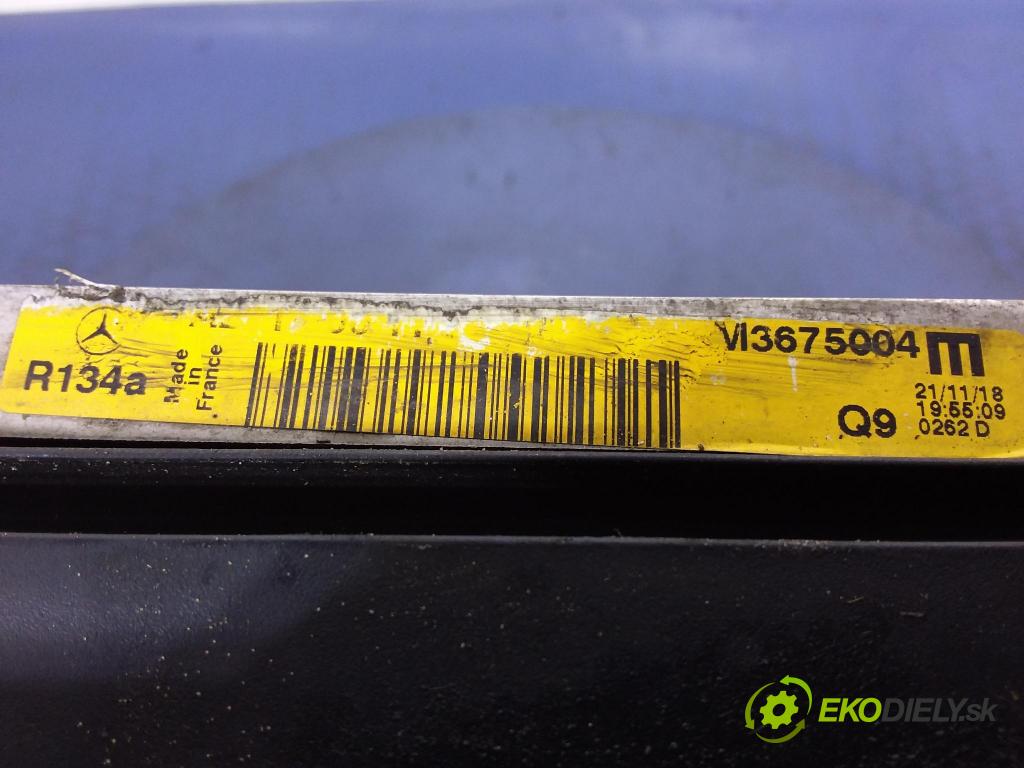 VI3675004 m
R134a
Made
in
France
Q9
21/11/18
19:55:09
0262 D
EKODIELY.sk